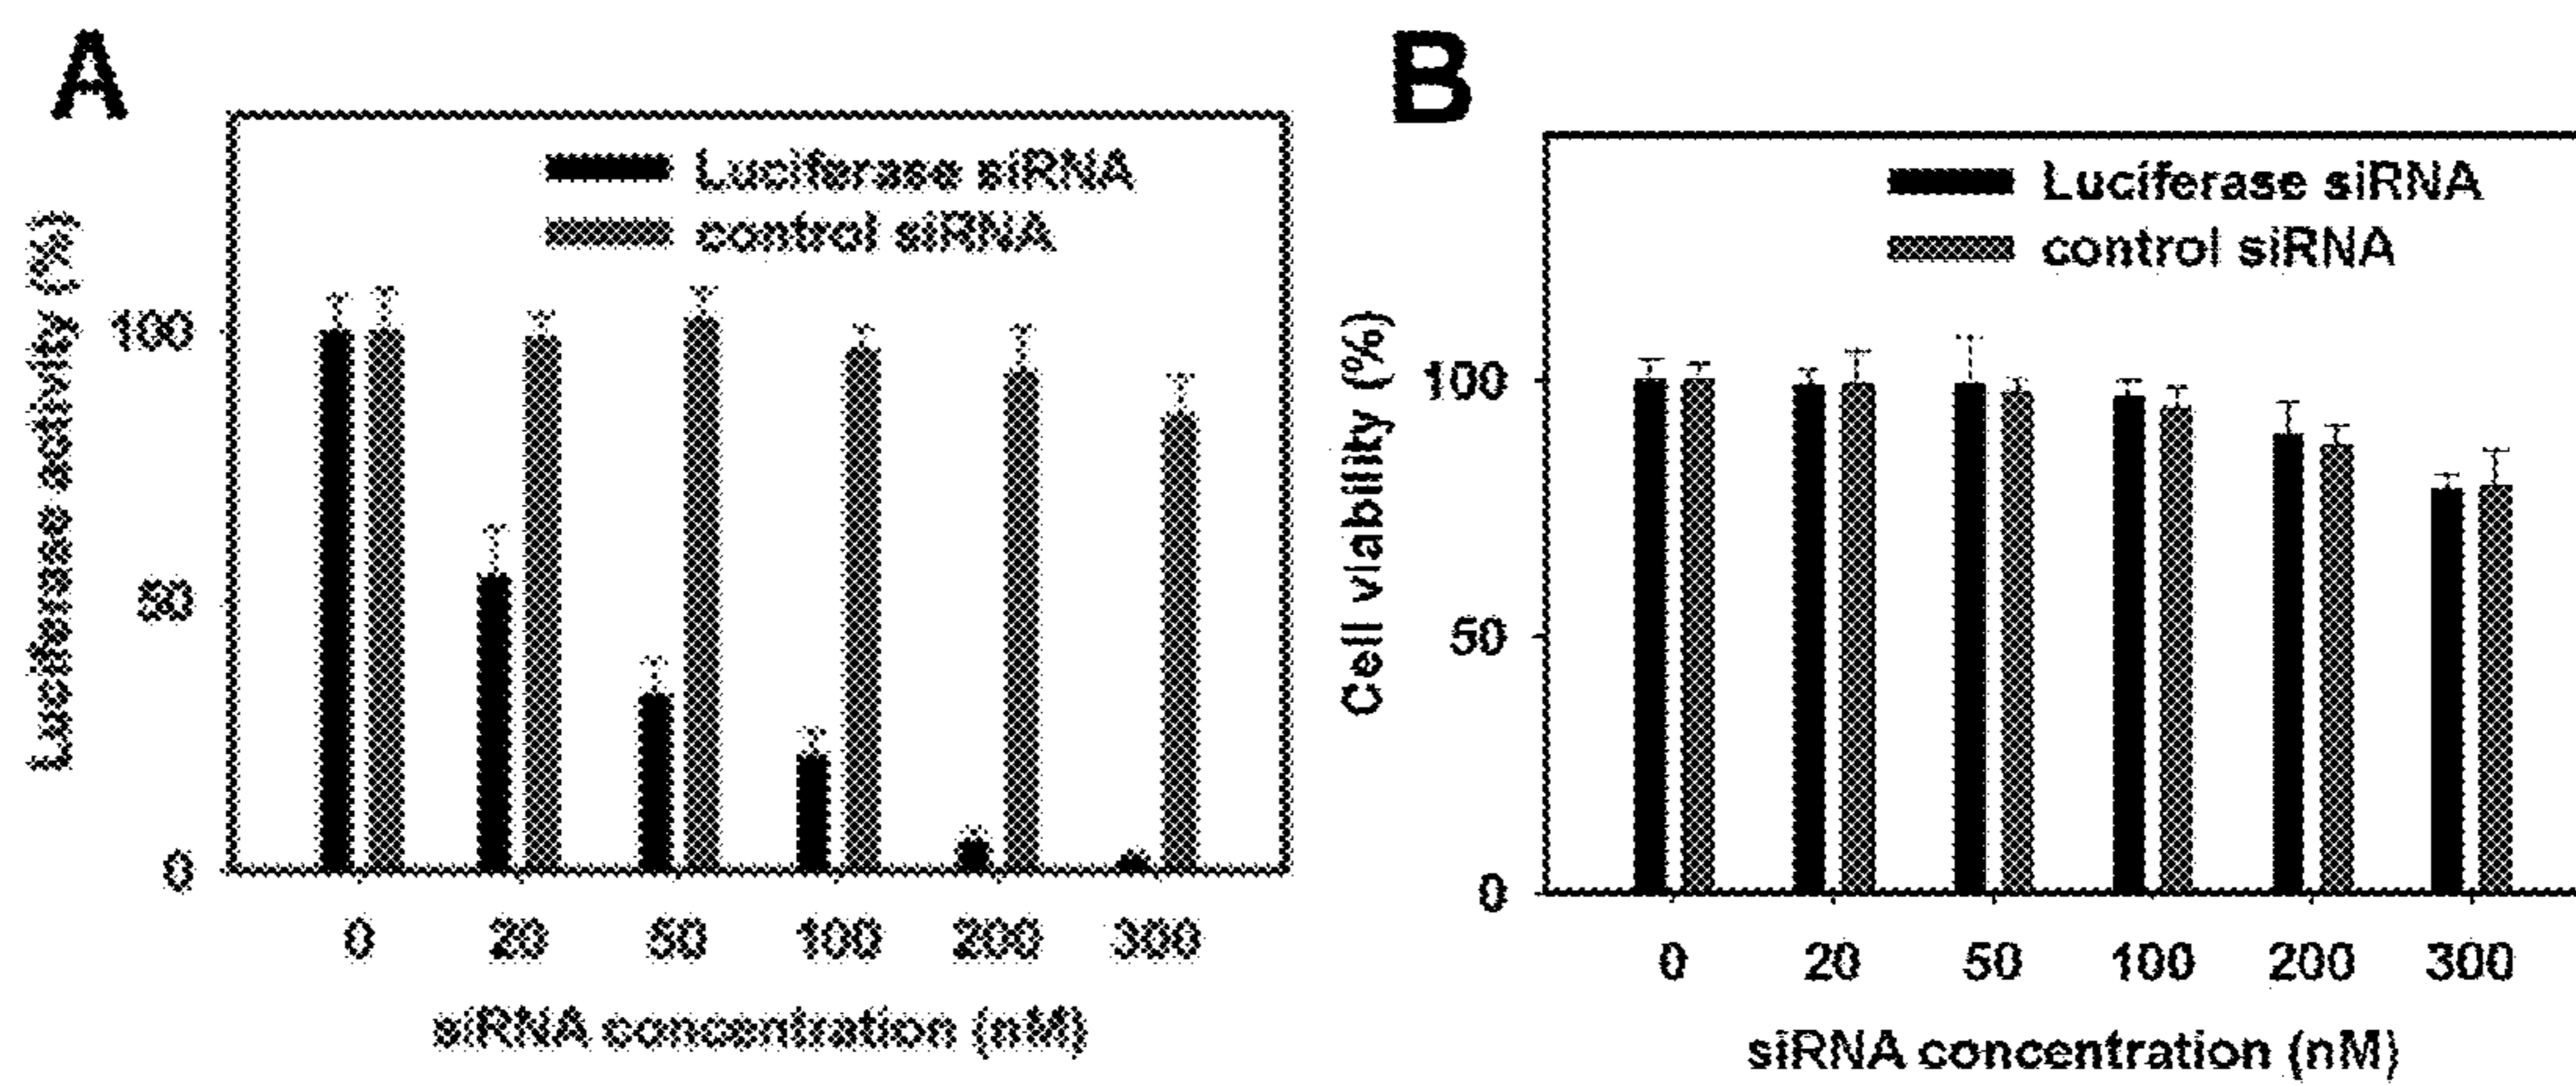 A
Luciferase siRNA
control siRNA
Luciferase activity (%)
100
50
0
0 20 50 100 200 300
siRNA concentration (nM)
B
Luciferase siRNA
control siRNA
Cell viability (%)
100
50
0
0 20 50 100 200 300
siRNA concentration (nM)